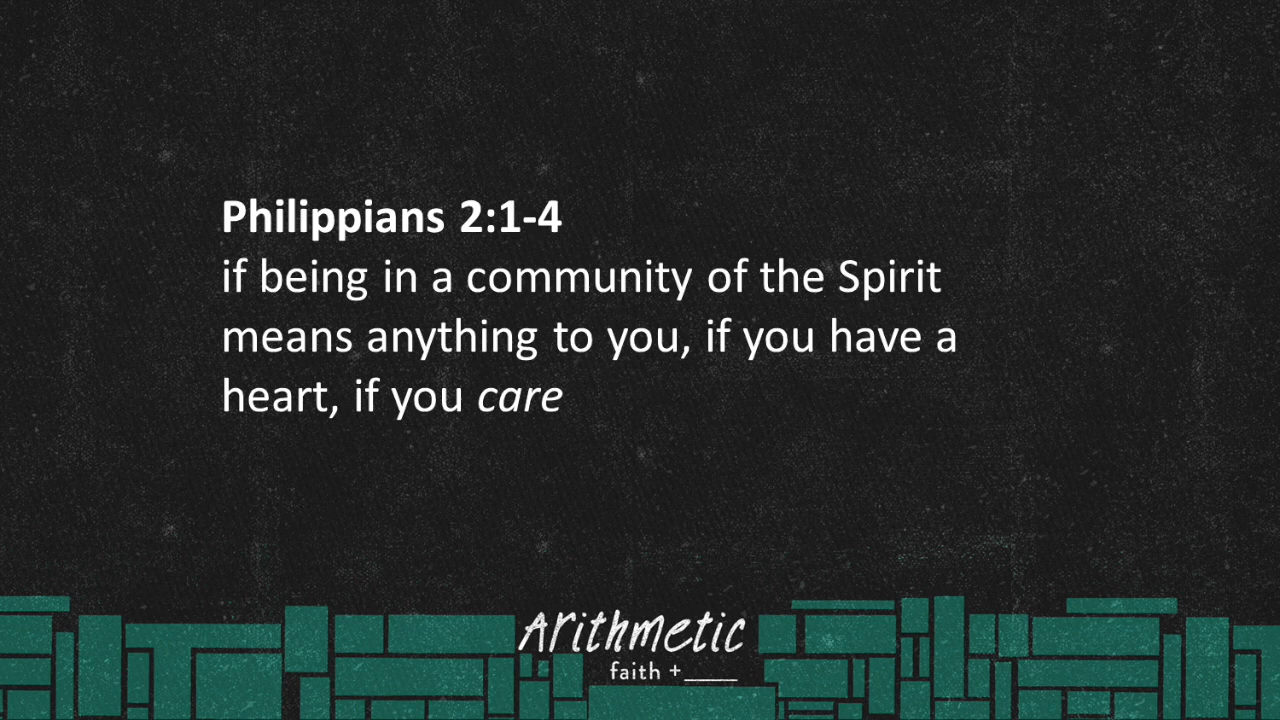 Philippians 2:1-4
if being in a community of the Spirit
means anything to you, if you have a
heart, if you care
Arithmetic
faith +____